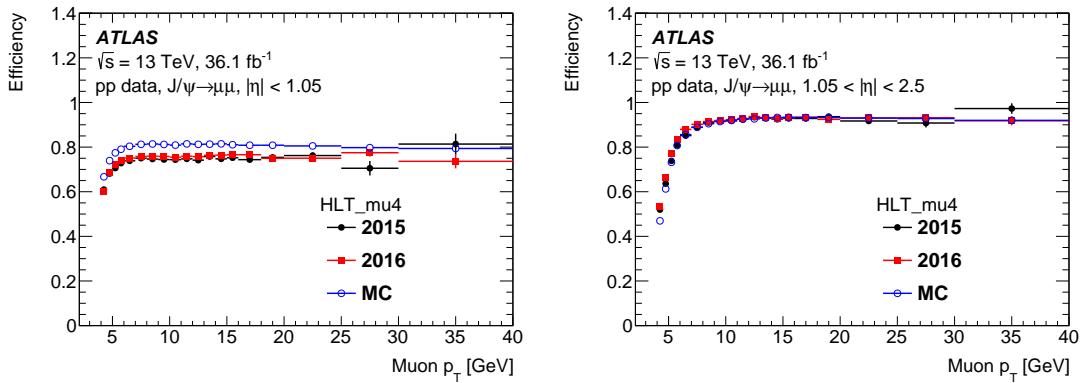 Efficiency
1.4
1.2
1
0.8
0.6
0.4
0.2
0
ATLAS
√s = 13 TeV, 36.1 fb⁻¹
pp data, J/ψ→μμ, |η| < 1.05
HLT_mu4
2015
2016
MC
5 10 15 20 25 30 35 40
Muon p_T [GeV]
Efficiency
1.4
1.2
1
0.8
0.6
0.4
0.2
0
ATLAS
√s = 13 TeV, 36.1 fb⁻¹
pp data, J/ψ→μμ, 1.05 < |η| < 2.5
HLT_mu4
2015
2016
MC
5 10 15 20 25 30 35 40
Muon p_T [GeV]